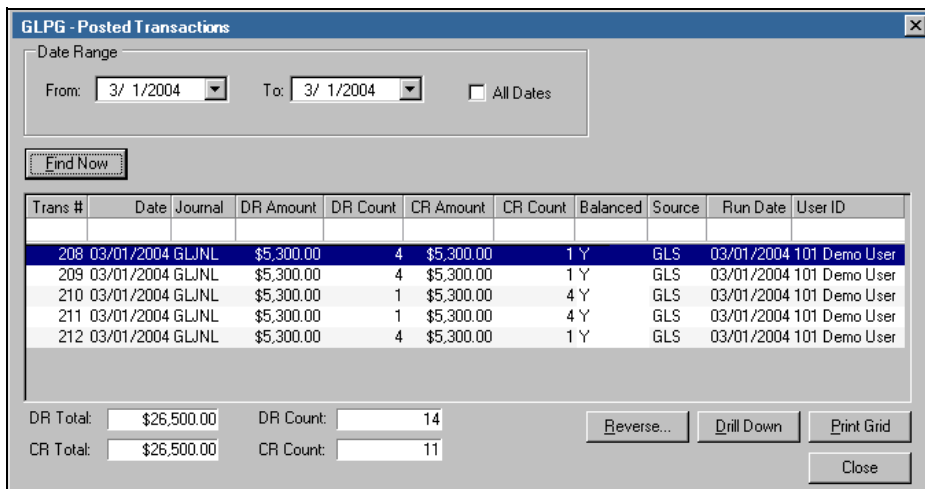 GLPG - Posted Transactions
Date Range
From: 3/ 1/2004 To: 3/ 1/2004 All Dates
Find Now
Trans # Date Journal DR Amount DR Count CR Amount CR Count Balanced Source Run Date User ID
208 03/01/2004 GLJNL $5,300.00 4 $5,300.00 1 Y GLS 03/01/2004 101 Demo User
209 03/01/2004 GLJNL $5,300.00 4 $5,300.00 1 Y GLS 03/01/2004 101 Demo User
210 03/01/2004 GLJNL $5,300.00 1 $5,300.00 4 Y GLS 03/01/2004 101 Demo User
211 03/01/2004 GLJNL $5,300.00 1 $5,300.00 4 Y GLS 03/01/2004 101 Demo User
212 03/01/2004 GLJNL $5,300.00 4 $5,300.00 1 Y GLS 03/01/2004 101 Demo User
DR Total: $26,500.00 DR Count: 14 Reverse... Drill Down Print Grid
CR Total: $26,500.00 CR Count: 11
Close